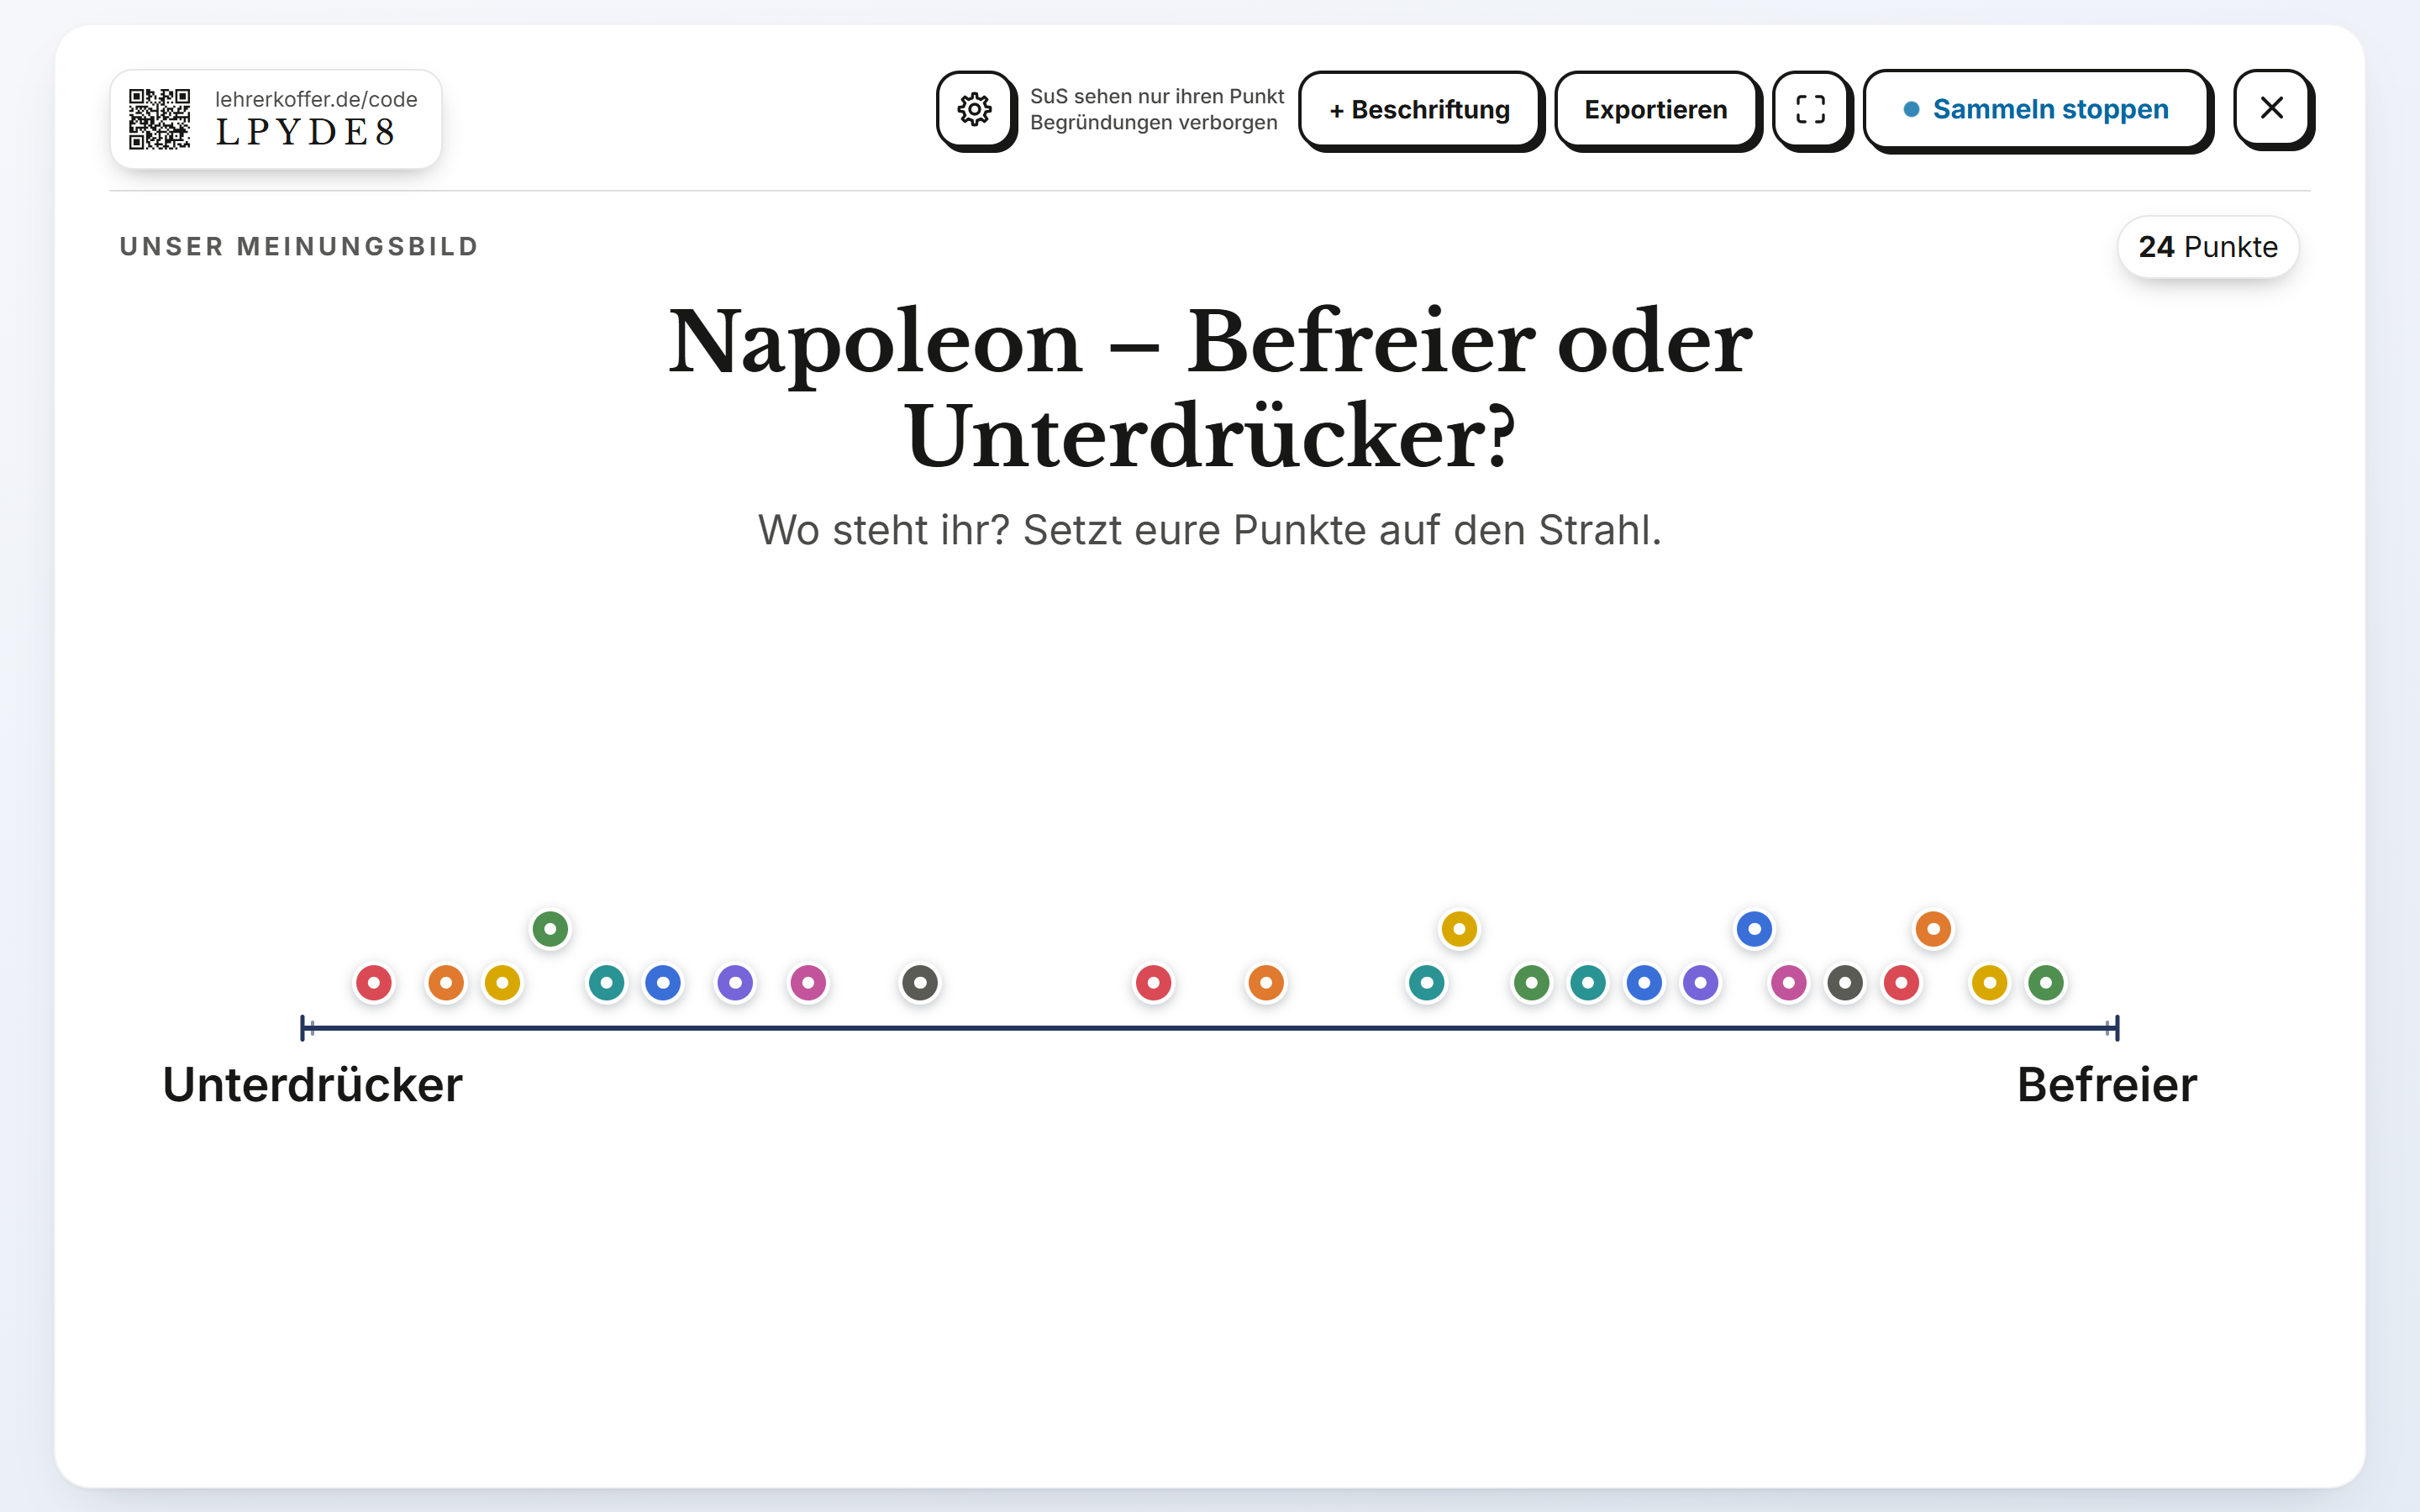 lehrerkoffer.de/code
LPYDE8
SuS sehen nur ihren Punkt
Begründungen verborgen
+ Beschriftung
Exportieren
Sammeln stoppen
UNSER MEINUNGSBILD
24 Punkte
Napoleon – Befreier oder
Unterdrücker?
Wo steht ihr? Setzt eure Punkte auf den Strahl.
Unterdrücker
Befreier